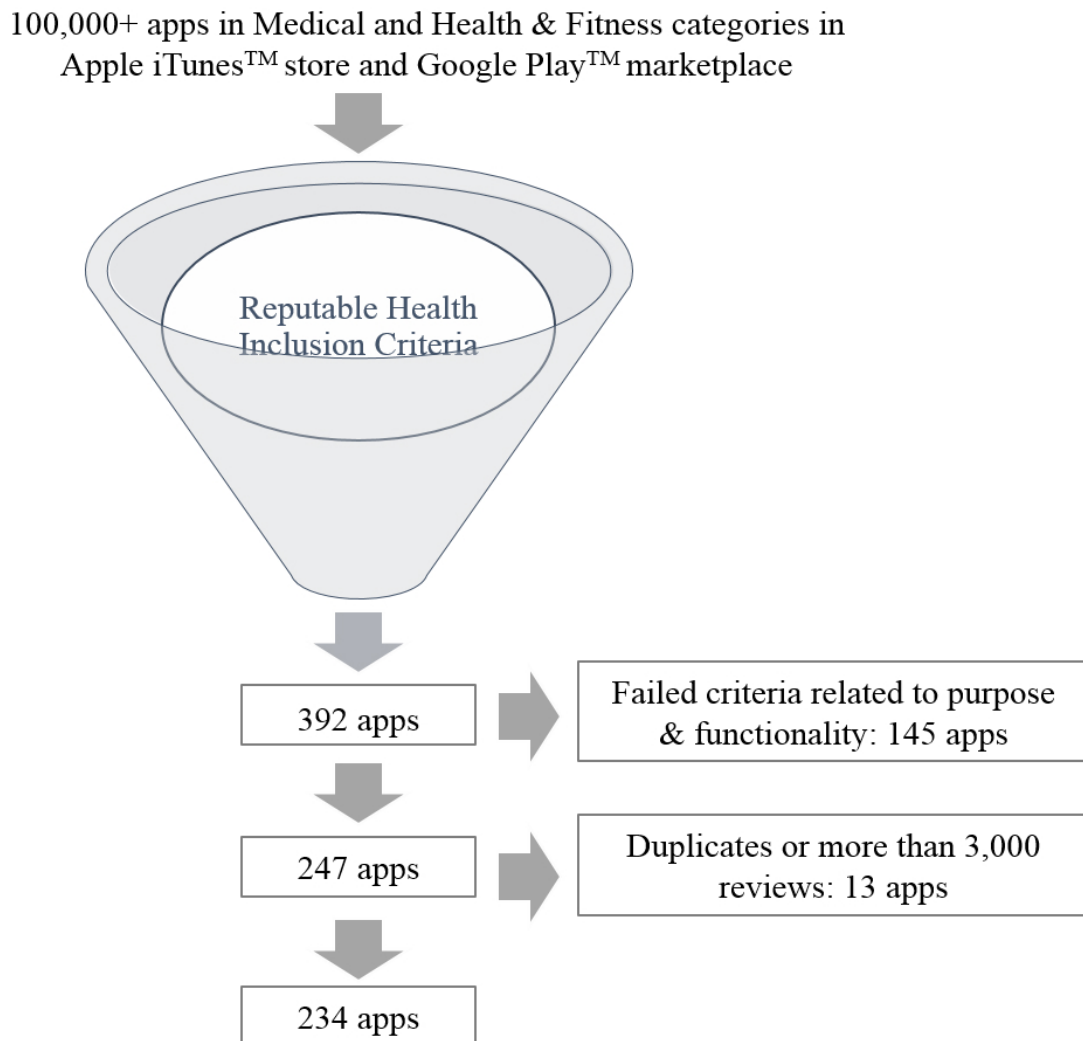 100,000+ apps in Medical and Health & Fitness categories in
Apple iTunes™ store and Google Play™ marketplace
Reputable Health
Inclusion Criteria
392 apps
Failed criteria related to purpose
& functionality: 145 apps
247 apps
Duplicates or more than 3,000
reviews: 13 apps
234 apps